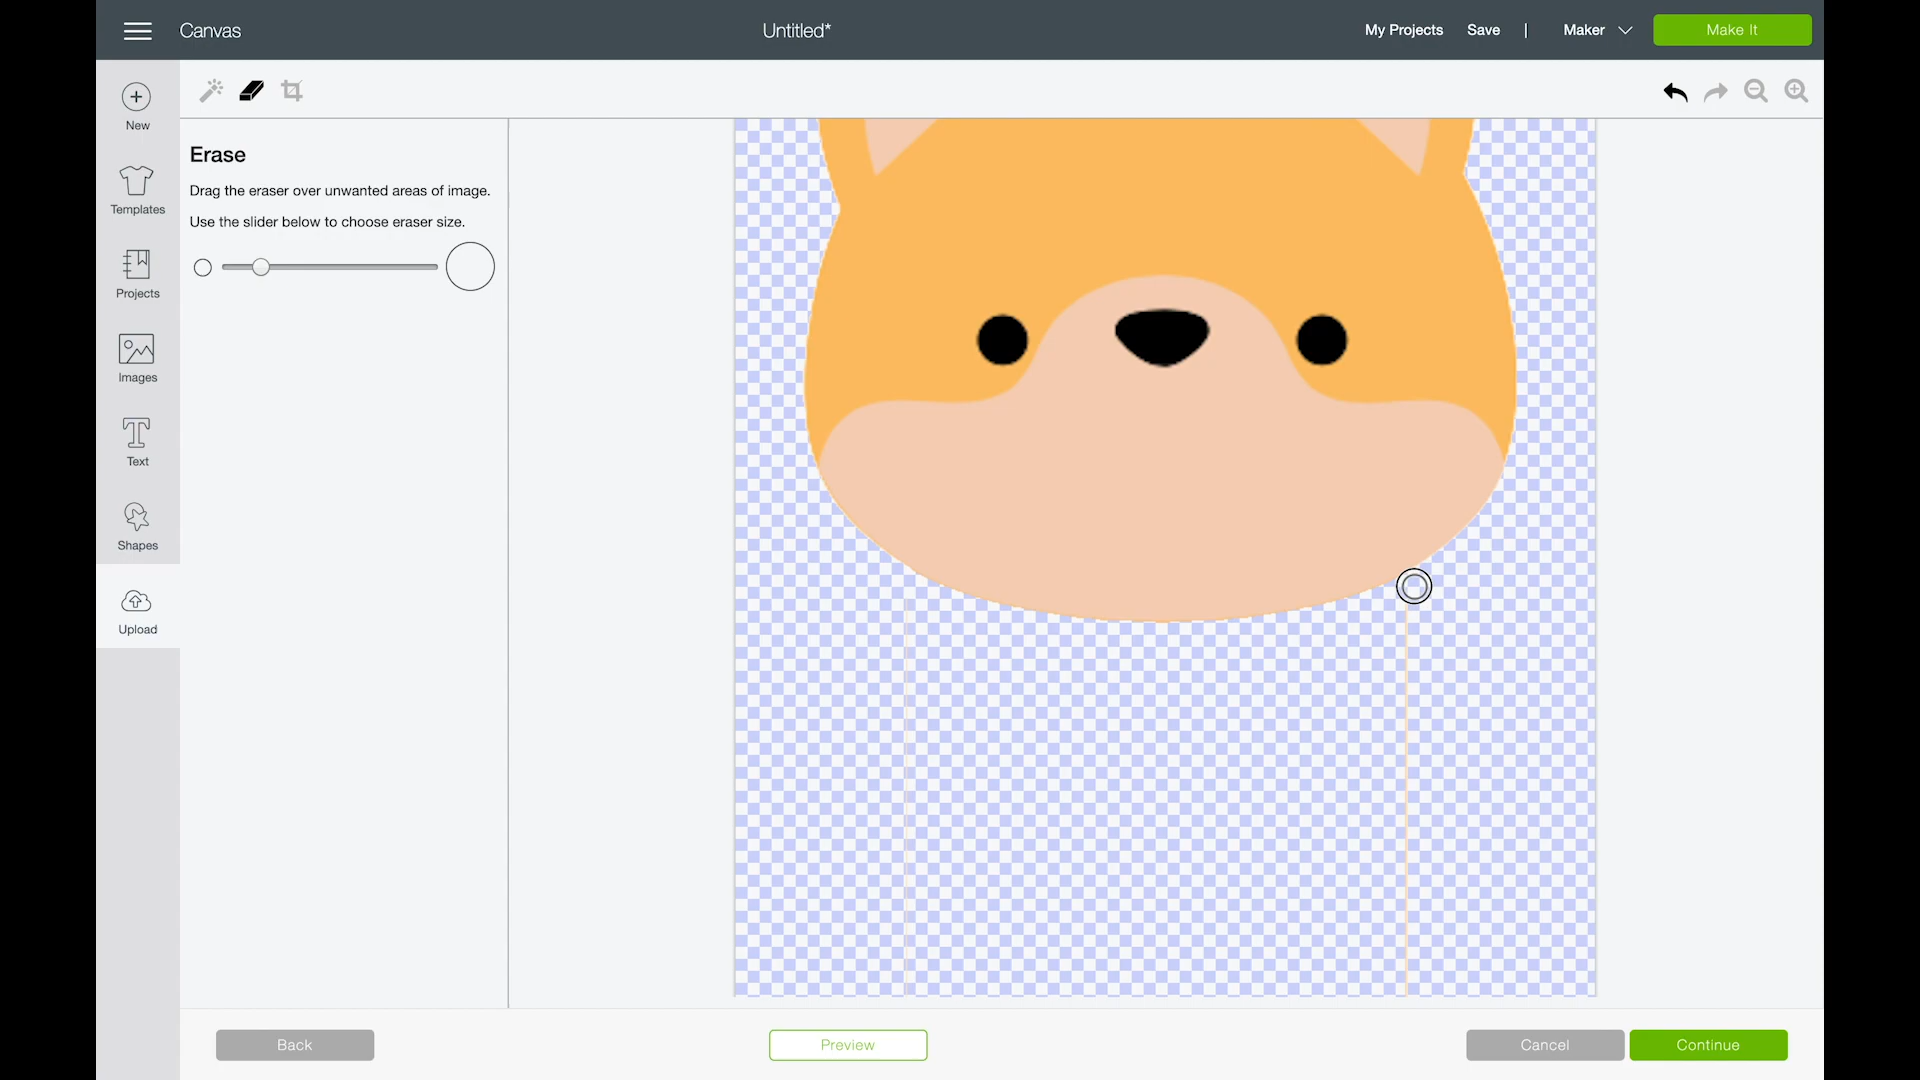 Canvas
Untitled*
My Projects
Save
Maker
Make It
New
Templates
Projects
Images
Text
Shapes
Upload
Erase
Drag the eraser over unwanted areas of image.
Use the slider below to choose eraser size.
Back
Preview
Cancel
Continue